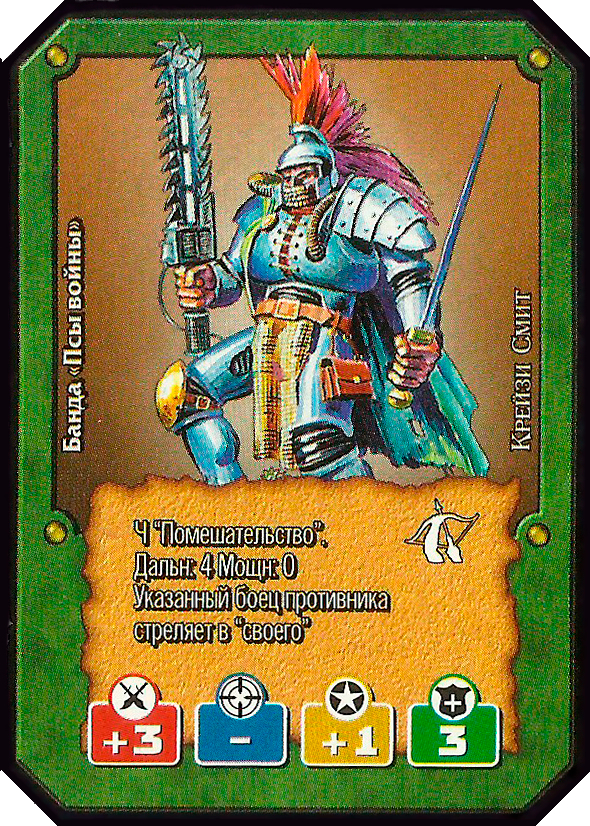 Банда «Псы войны»
Крейзи Смит
Ч "Помешательство".
Дальн: 4 Мощн: 0
Указанный боец противника
стреляет в "своего"
+3 - +1 3